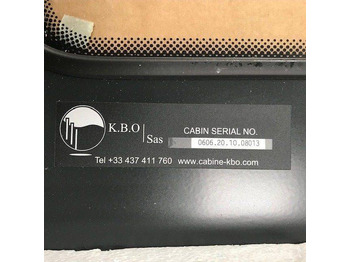 K.B.O
Sas
CABIN SERIAL NO.
0606.20.10.08013
Tel +33 437 411 760 www.cabine-kbo.com